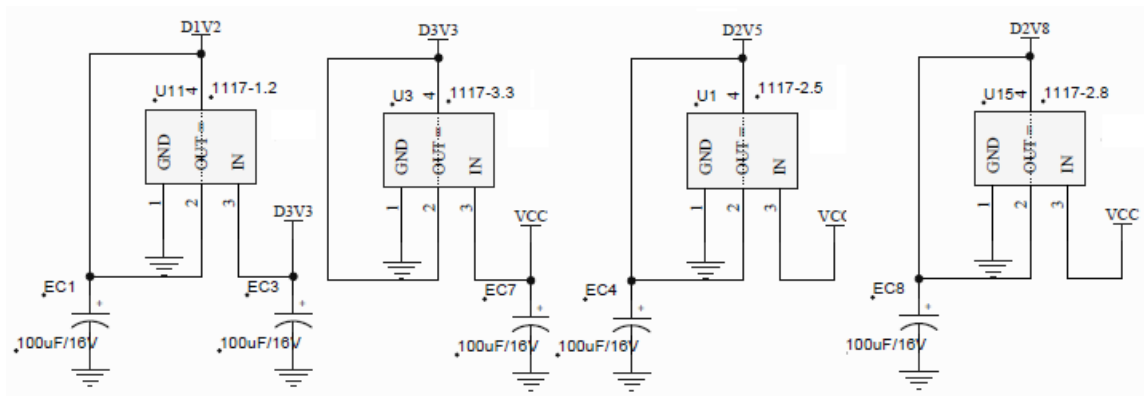 D1V2
D3V3
D2V5
D2V8
U11 4 1117-1.2
U3 4 1117-3.3
U1 4 1117-2.5
U15 4 1117-2.8
GND OUT IN
GND OUT IN
GND OUT IN
GND OUT IN
1 2 3
1 2 3
1 2 3
1 2 3
D3V3
VCC
VCC
VCC
EC1
EC3
EC7
EC4
EC8
+
+
+
+
+
100uF/16V
100uF/16V
100uF/16V
100uF/16V
100uF/16V